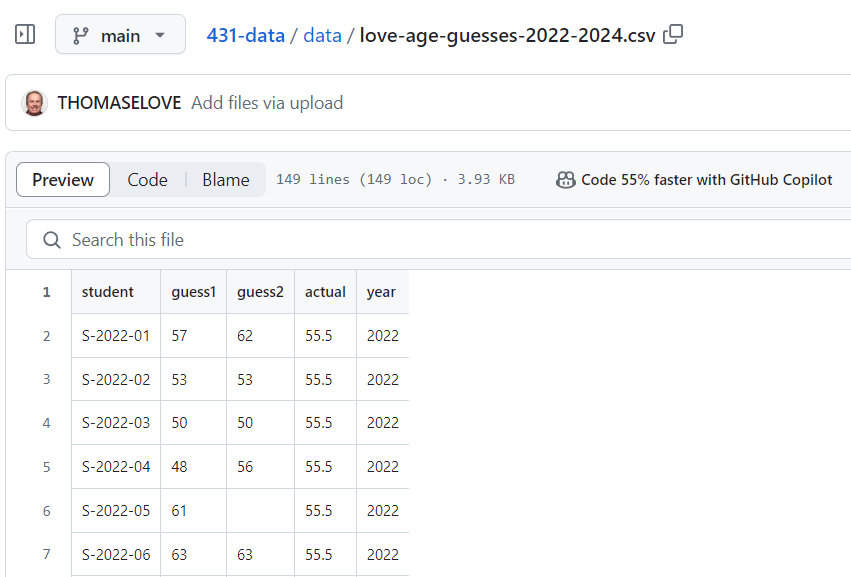 main 431-data / data / love-age-guesses-2022-2024.csv
THOMASELOVE Add files via upload
Preview Code Blame 149 lines (149 loc) · 3.93 KB Code 55% faster with GitHub Copilot
Search this file
1 student guess1 guess2 actual year
2 S-2022-01 57 62 55.5 2022
3 S-2022-02 53 53 55.5 2022
4 S-2022-03 50 50 55.5 2022
5 S-2022-04 48 56 55.5 2022
6 S-2022-05 61 55.5 2022
7 S-2022-06 63 63 55.5 2022